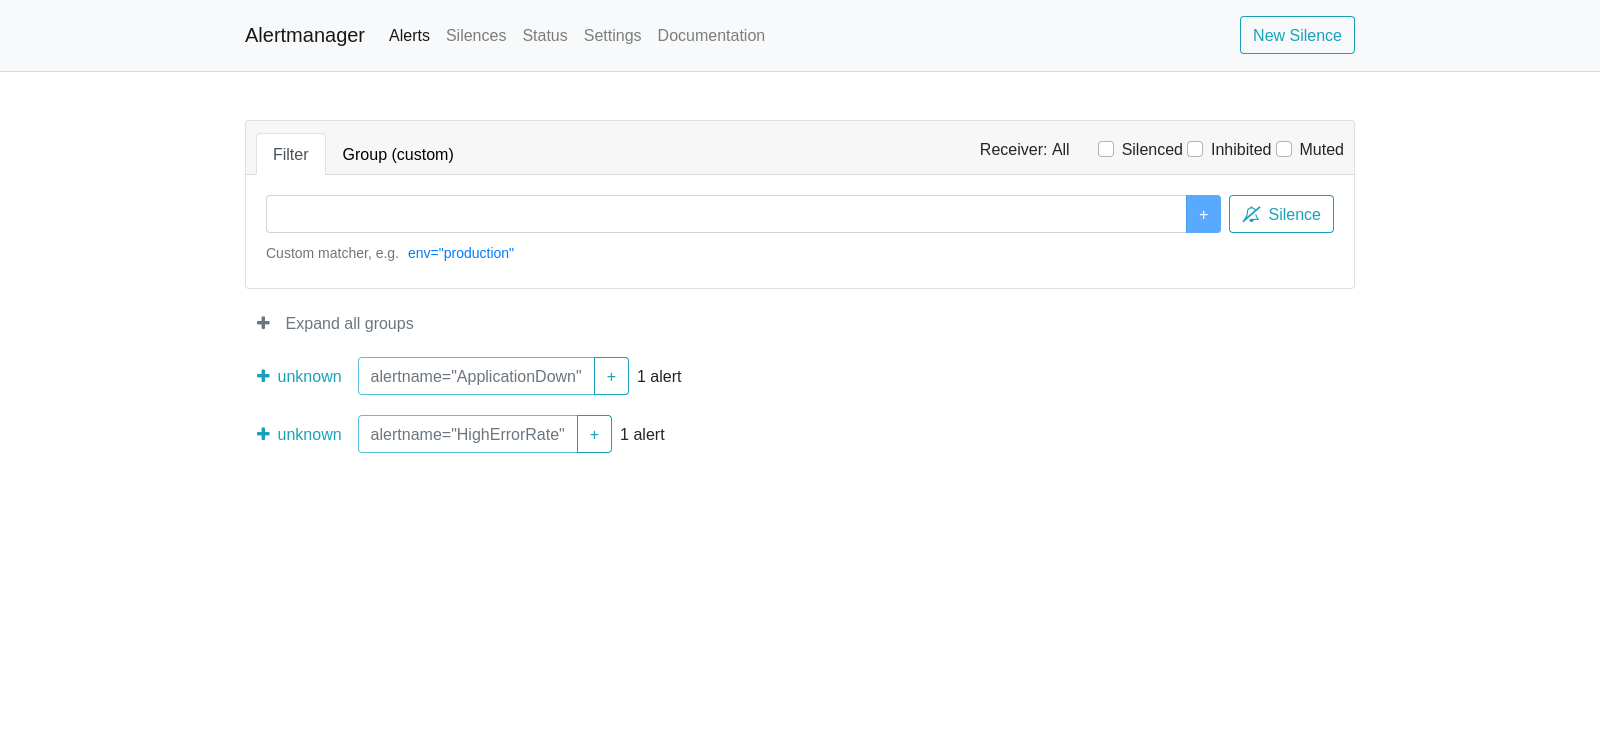 Alertmanager Alerts Silences Status Settings Documentation New Silence
Filter Group (custom) Receiver: All Silenced Inhibited Muted
+ Silence
Custom matcher, e.g. env="production"
Expand all groups
unknown alertname="ApplicationDown" + 1 alert
unknown alertname="HighErrorRate" + 1 alert